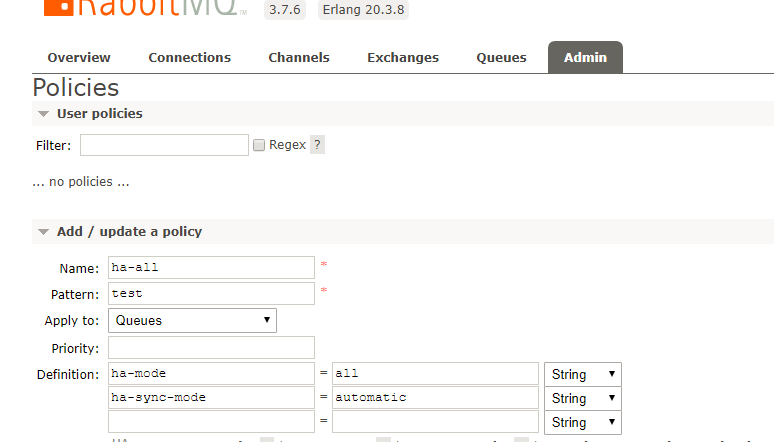 RabbitMQ TM 3.7.6 Erlang 20.3.8
Overview Connections Channels Exchanges Queues Admin
Policies
User policies
Filter: Regex ?
... no policies ...
Add / update a policy
Name: ha-all *
Pattern: test *
Apply to: Queues
Priority:
Definition: ha-mode = all String
ha-sync-mode = automatic String
= String